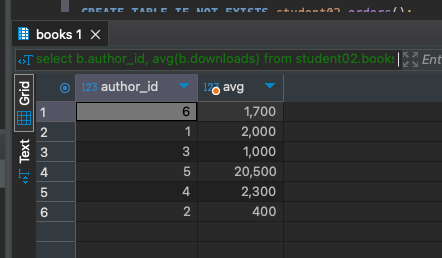 CREATE TABLE IF NOT EXISTS student02.orders();
books 1
select b.author_id, avg(b.downloads) from student02.books
Ent
Grid
Text
123 author_id
123 avg
1 6 1,700
2 1 2,000
3 3 1,000
4 5 20,500
5 4 2,300
6 2 400